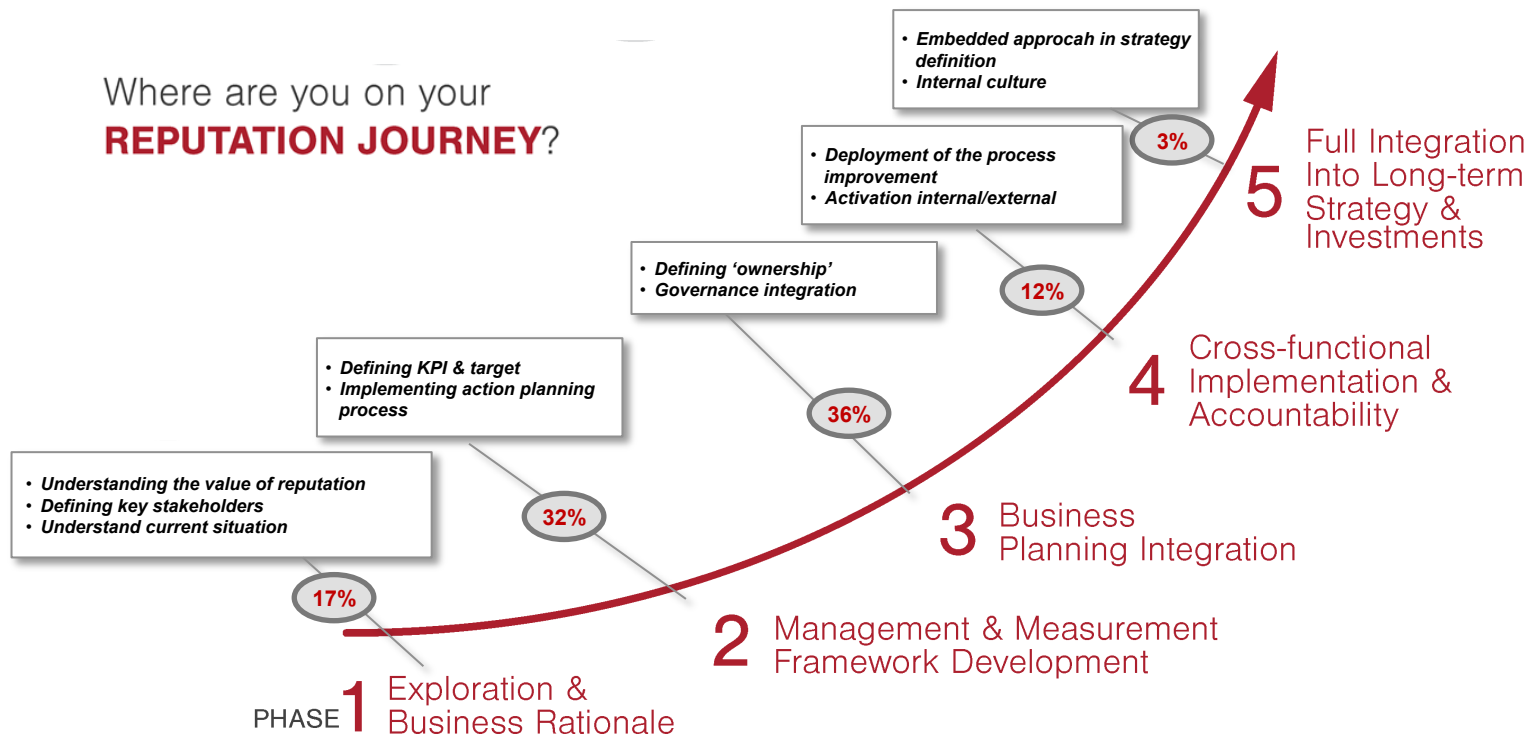 Where are you on your
REPUTATION JOURNEY?
• Embedded approcah in strategy
definition
• Internal culture
3%
5
Full Integration
Into Long-term
Strategy &
Investments
• Deployment of the process
improvement
• Activation internal/external
12%
4
Cross-functional
Implementation &
Accountability
• Defining ‘ownership’
• Governance integration
36%
3
Business
Planning Integration
• Defining KPI & target
• Implementing action planning
process
32%
2
Management & Measurement
Framework Development
• Understanding the value of reputation
• Defining key stakeholders
• Understand current situation
17%
PHASE 1
Exploration &
Business Rationale